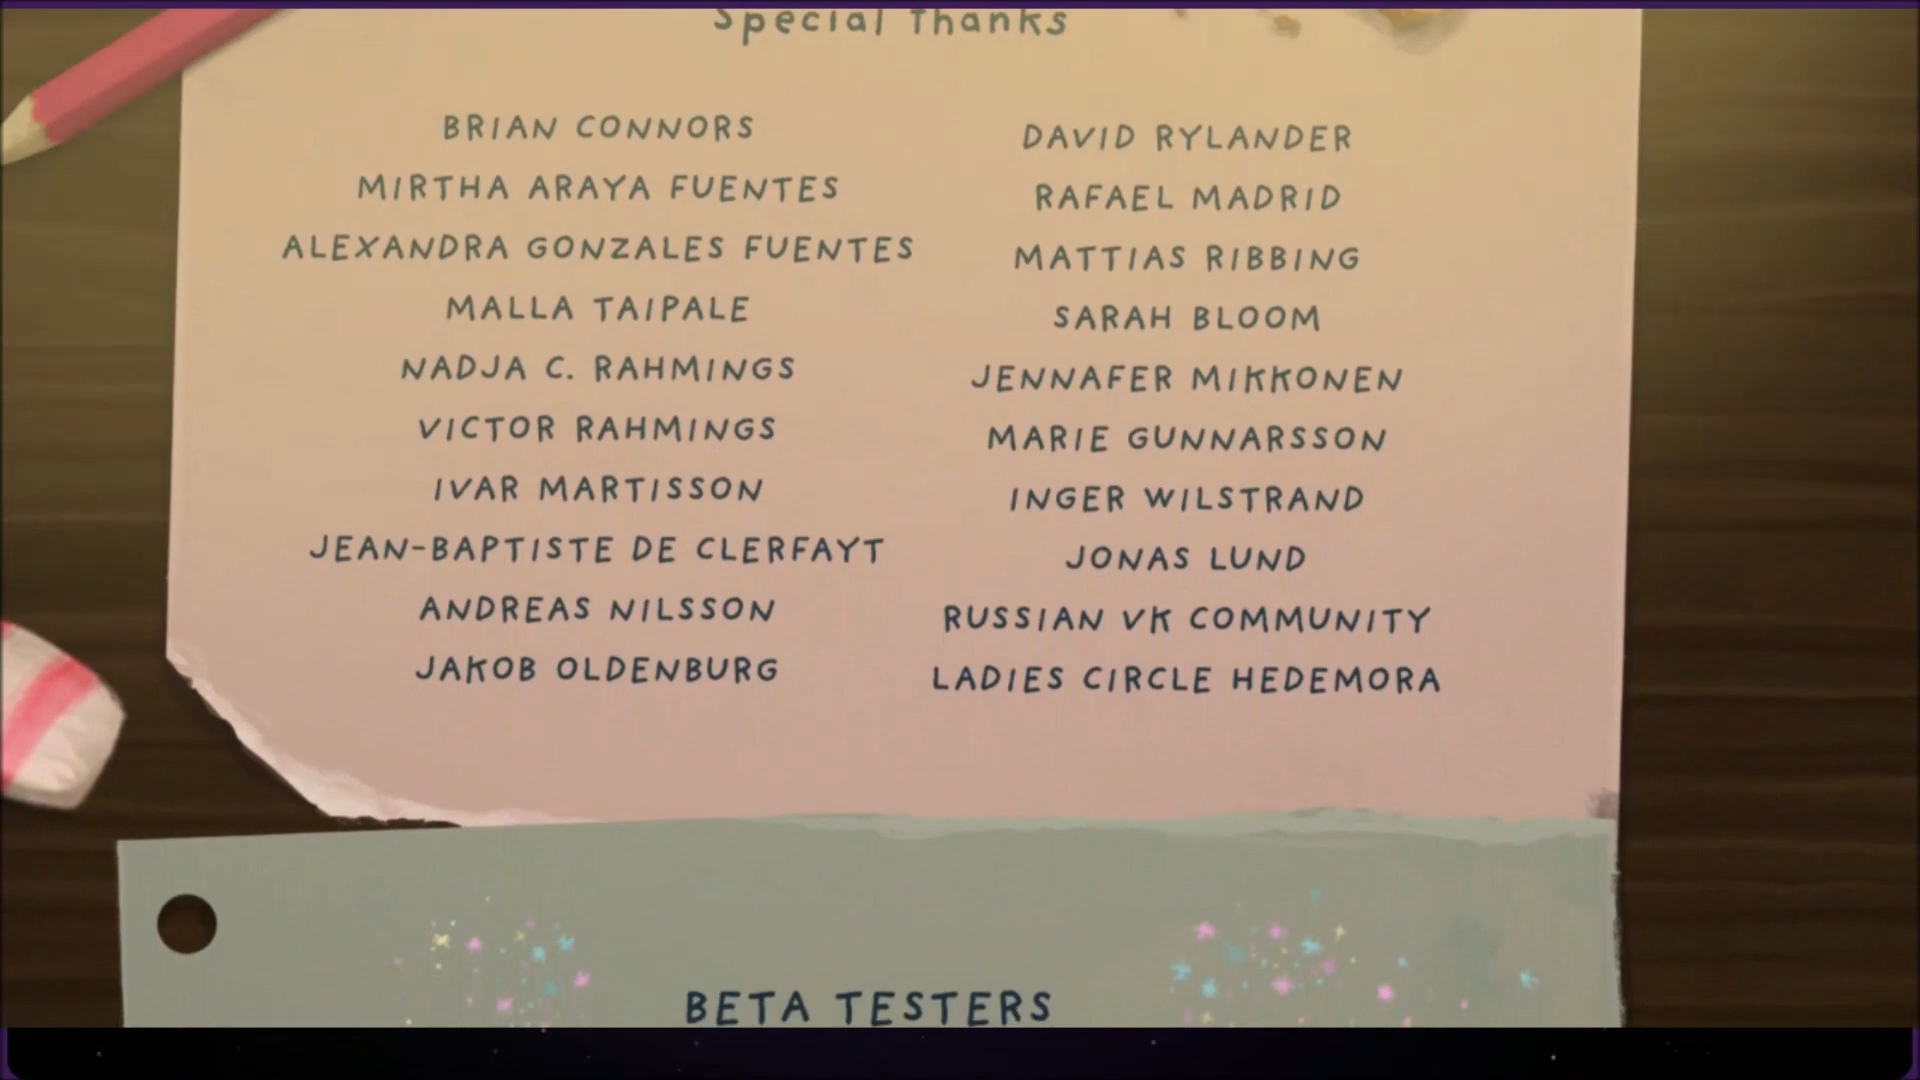 Special Thanks
BRIAN CONNORS
MIRTHA ARAYA FUENTES
ALEXANDRA GONZALES FUENTES
MALLA TAIPALE
NADJA C. RAHMINGS
VICTOR RAHMINGS
IVAR MARTISSON
JEAN-BAPTISTE DE CLERFAYT
ANDREAS NILSSON
JAKOB OLDENBURG
DAVID RYLANDER
RAFAEL MADRID
MATTIAS RIBBING
SARAH BLOOM
JENNAFER MIKKONEN
MARIE GUNNARSSON
INGER WILSTRAND
JONAS LUND
RUSSIAN VK COMMUNITY
LADIES CIRCLE HEDEMORA
BETA TESTERS